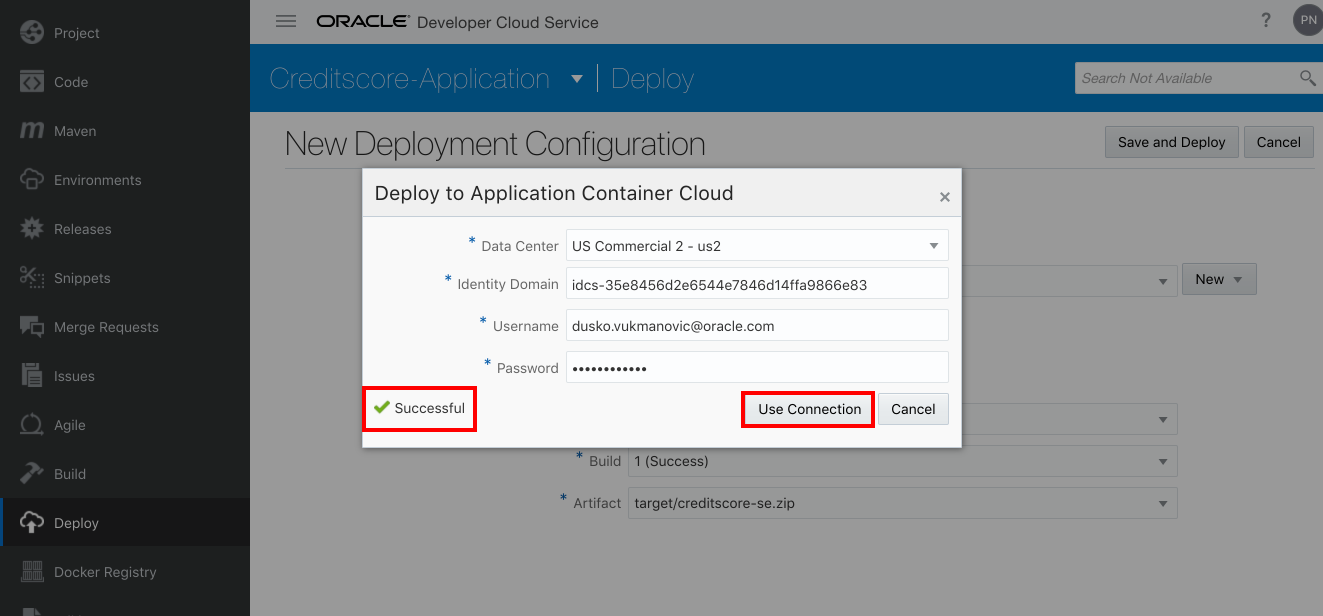 Project
Code
Maven
Environments
Releases
Snippets
Merge Requests
Issues
Agile
Build
Deploy
Docker Registry
ORACLE® Developer Cloud Service
?
PN
Creditscore-Application
Deploy
Search Not Available
New Deployment Configuration
Save and Deploy
Cancel
New
Deploy to Application Container Cloud
×
* Data Center US Commercial 2 - us2
* Identity Domain idcs-35e8456d2e6544e7846d14ffa9866e83
* Username dusko.vukmanovic@oracle.com
* Password ••••••••••••
Successful
Use Connection
Cancel
* Build 1 (Success)
* Artifact target/creditscore-se.zip